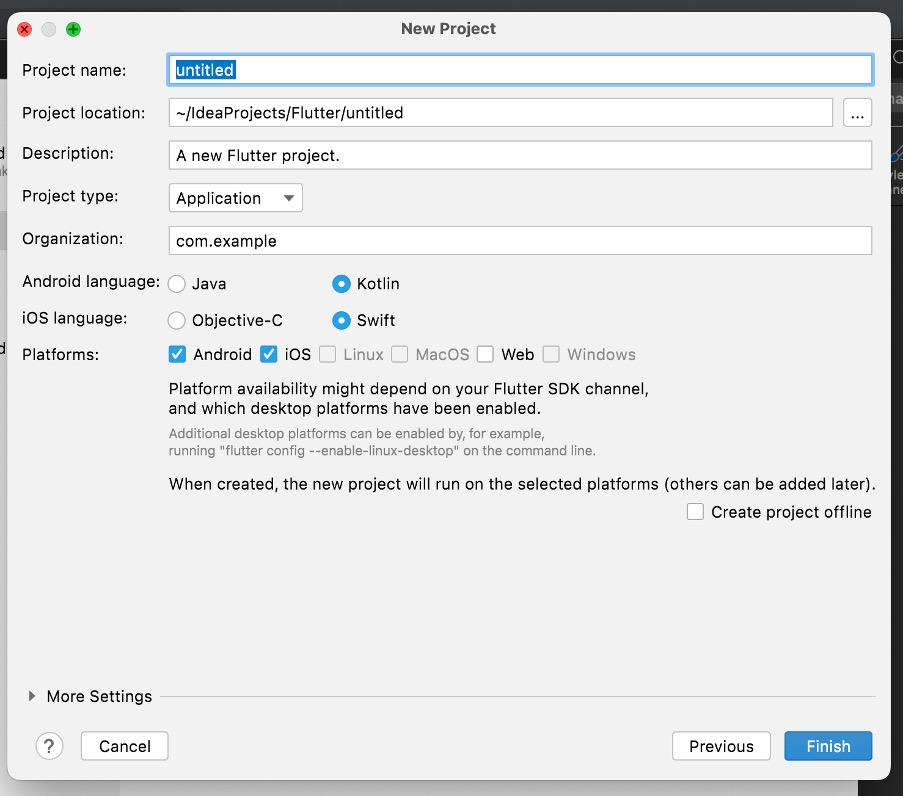 New Project
Project name: untitled
Project location: ~/IdeaProjects/Flutter/untitled ...
Description: A new Flutter project.
Project type: Application
Organization: com.example
Android language: Java Kotlin
iOS language: Objective-C Swift
Platforms: Android iOS Linux MacOS Web Windows
Platform availability might depend on your Flutter SDK channel,
and which desktop platforms have been enabled.
Additional desktop platforms can be enabled by, for example,
running "flutter config --enable-linux-desktop" on the command line.
When created, the new project will run on the selected platforms (others can be added later).
Create project offline
More Settings
? Cancel Previous Finish